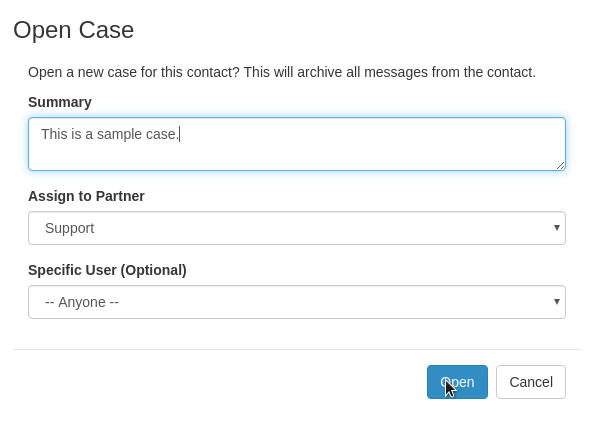 Open Case
Open a new case for this contact? This will archive all messages from the contact.
Summary
This is a sample case.
Assign to Partner
Support
Specific User (Optional)
-- Anyone --
Open Cancel